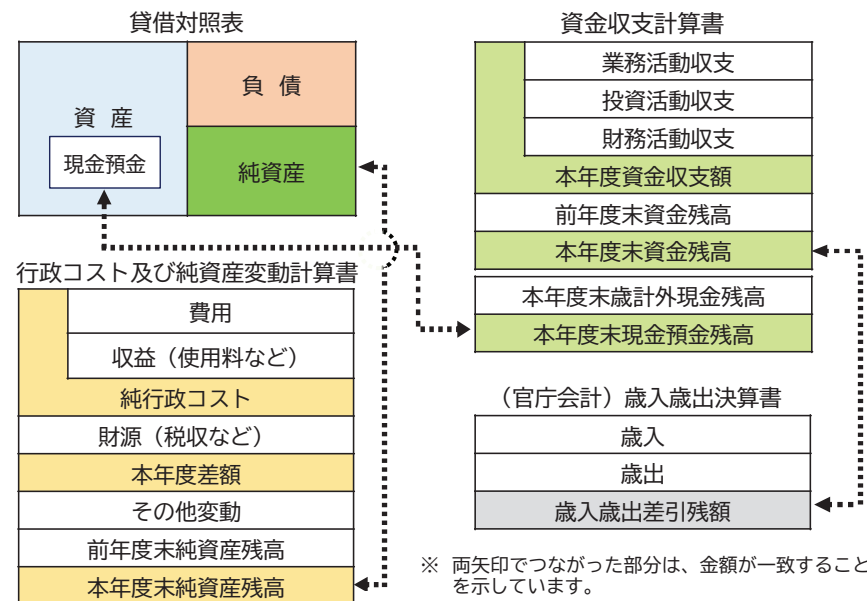 貸借対照表
資 産
現金預金
負 債
純資産
行政コスト及び純資産変動計算書
費用
収益（使用料など）
純行政コスト
財源（税収など）
本年度差額
その他変動
前年度末純資産残高
本年度末純資産残高
資金収支計算書
業務活動収支
投資活動収支
財務活動収支
本年度資金収支額
前年度末資金残高
本年度末資金残高
本年度末歳計外現金残高
本年度末現金預金残高
（官庁会計）歳入歳出決算書
歳入
歳出
歳入歳出差引残額
※ 両矢印でつながった部分は、金額が一致すること
を示しています。